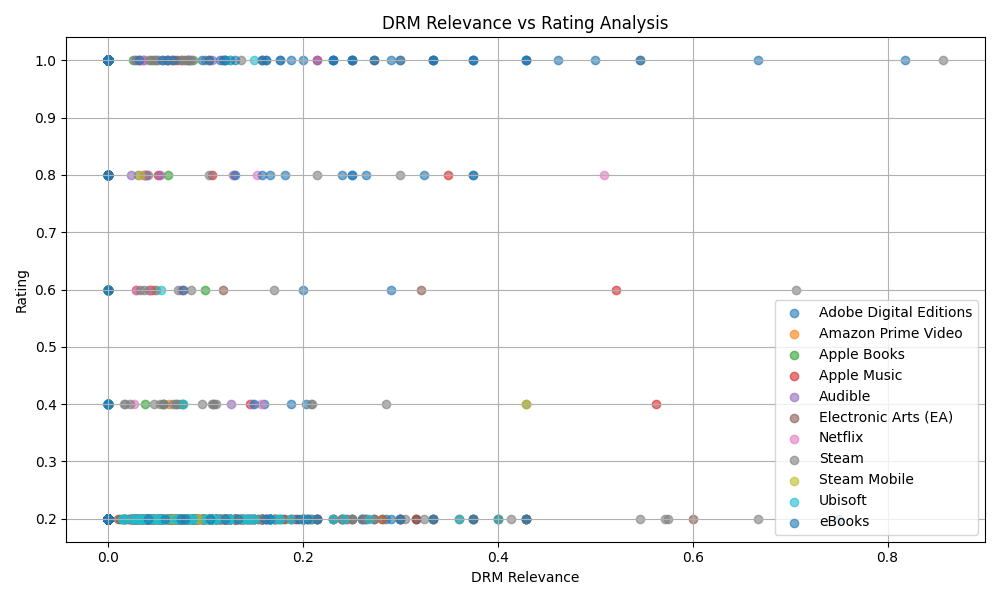 DRM Relevance vs Rating Analysis
1.0
0.9
0.8
0.7
0.6
0.5
0.4
0.3
0.2
Rating
Adobe Digital Editions
Amazon Prime Video
Apple Books
Apple Music
Audible
Electronic Arts (EA)
Netflix
Steam
Steam Mobile
Ubisoft
eBooks
0.0 0.2 0.4 0.6 0.8
DRM Relevance